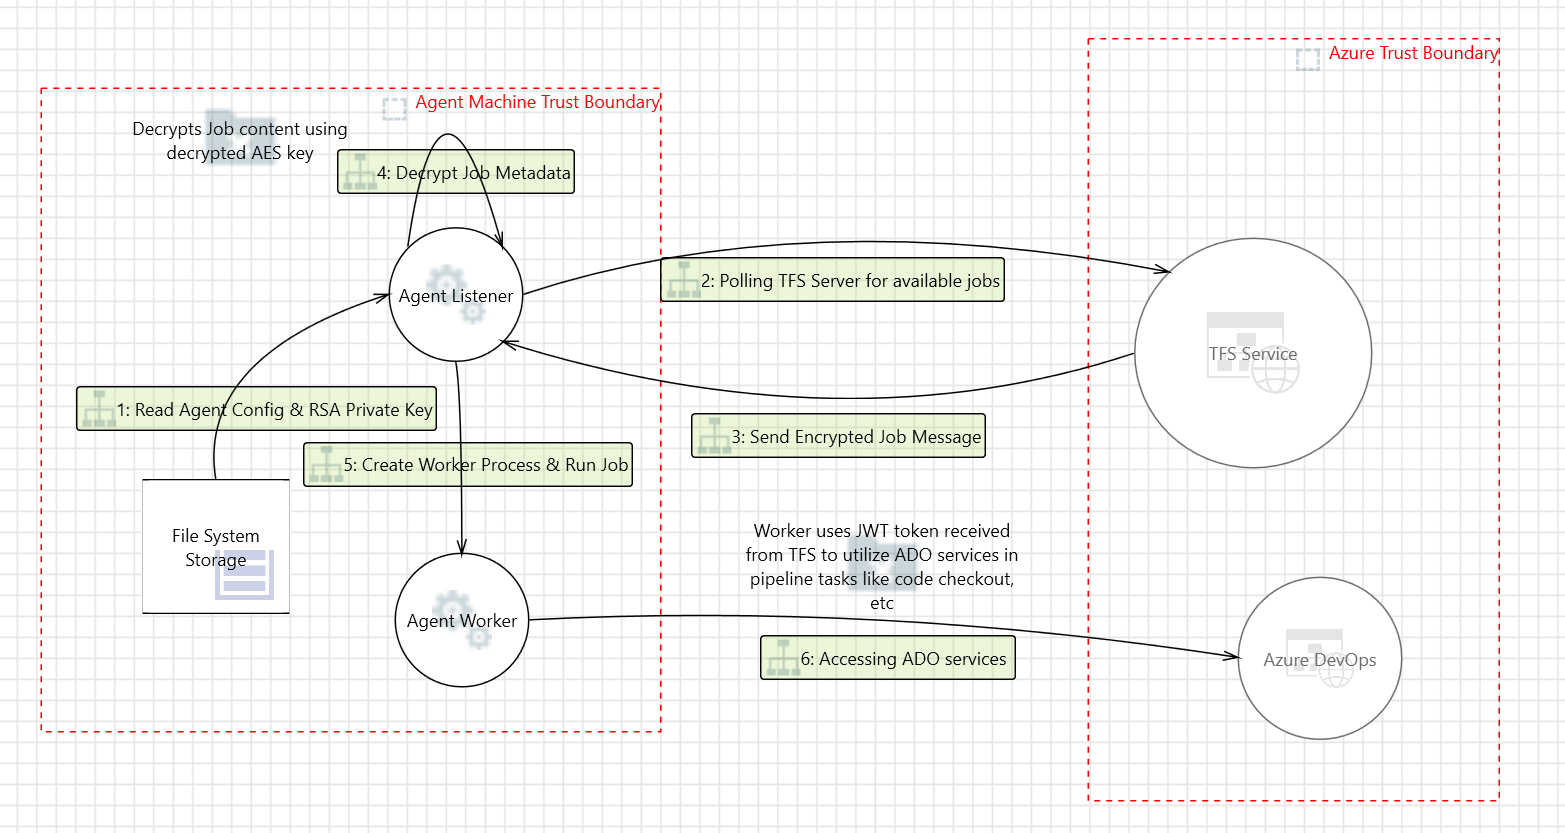 Azure Trust Boundary
Agent Machine Trust Boundary
Decrypts Job content using
decrypted AES key
4: Decrypt Job Metadata
Agent Listener
2: Polling TFS Server for available jobs
TFS Service
1: Read Agent Config & RSA Private Key
3: Send Encrypted Job Message
5: Create Worker Process & Run Job
File System
Storage
Worker uses JWT token received
from TFS to utilize ADO services in
pipeline tasks like code checkout,
etc
Agent Worker
6: Accessing ADO services
Azure DevOps